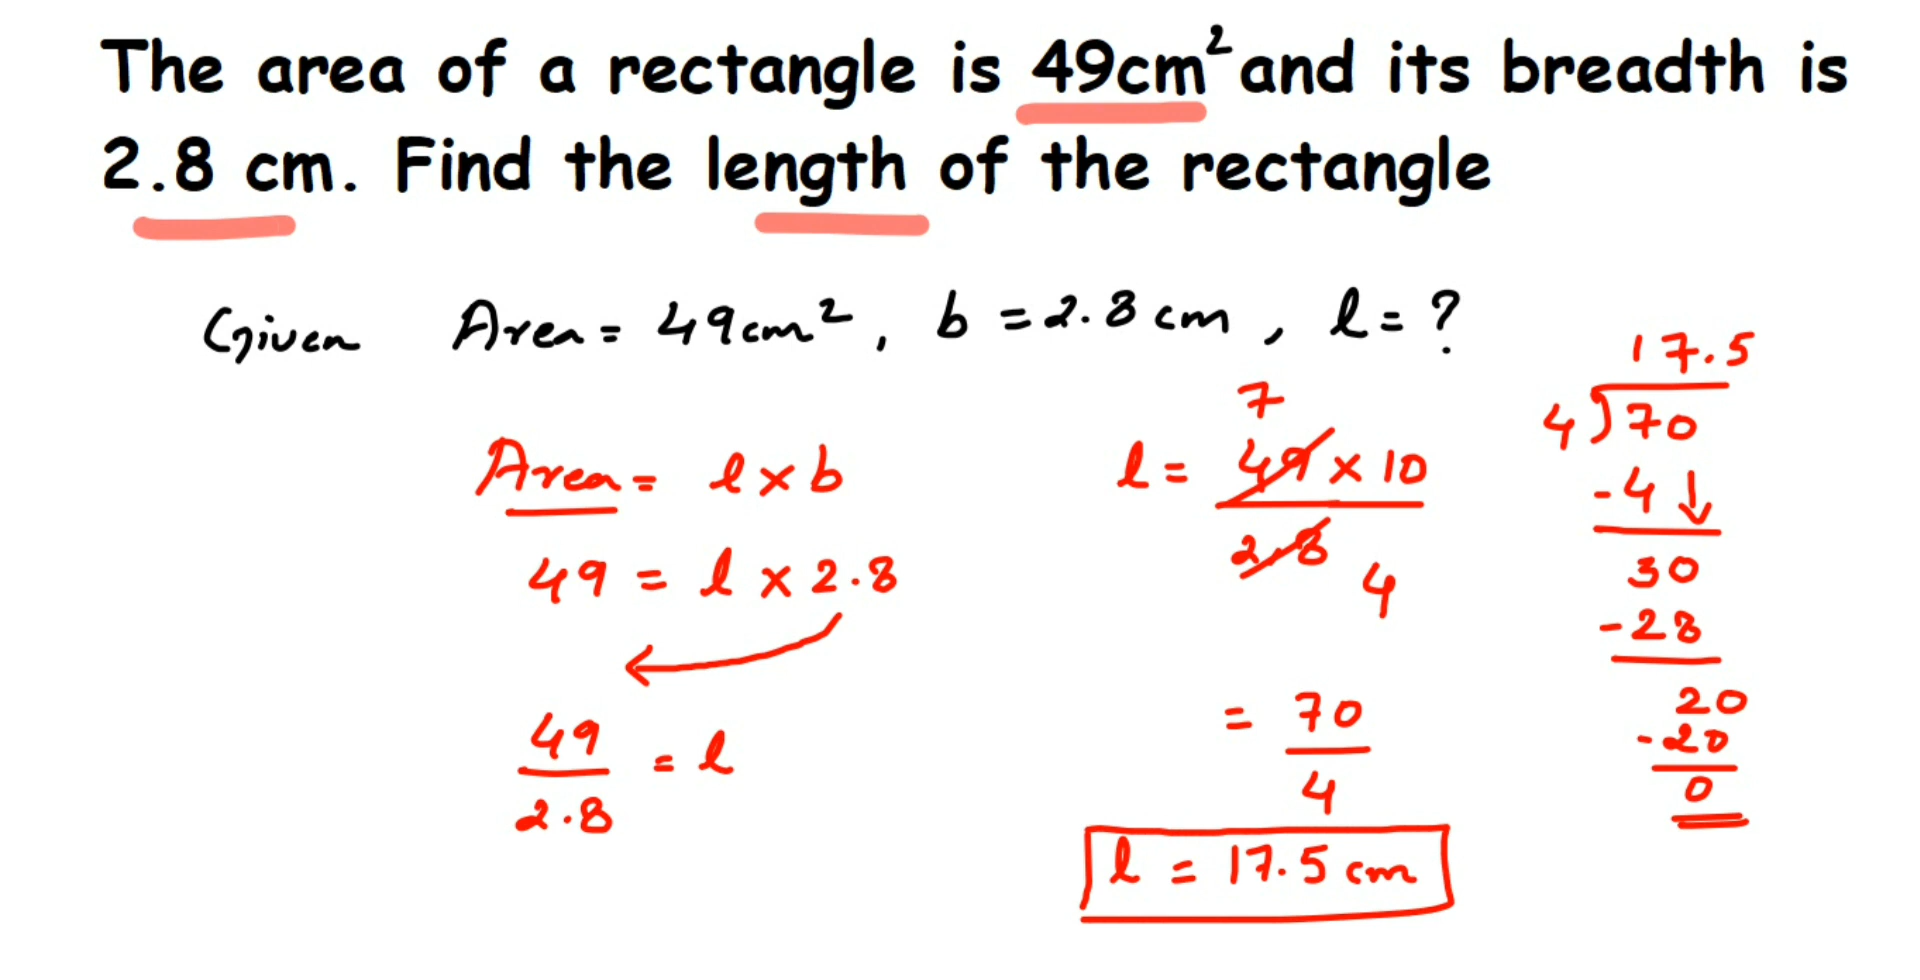 The area of a rectangle is 49cm² and its breadth is
2.8 cm. Find the length of the rectangle
Given Area = 49cm², b = 2.8 cm, l = ?
Area = l × b
49 = l × 2.8
49
2.8
= l
7
l = 49 × 10
2.8
4
= 70
4
l = 17.5 cm
17.5
4)70
-4↓
30
-28
20
-20
0